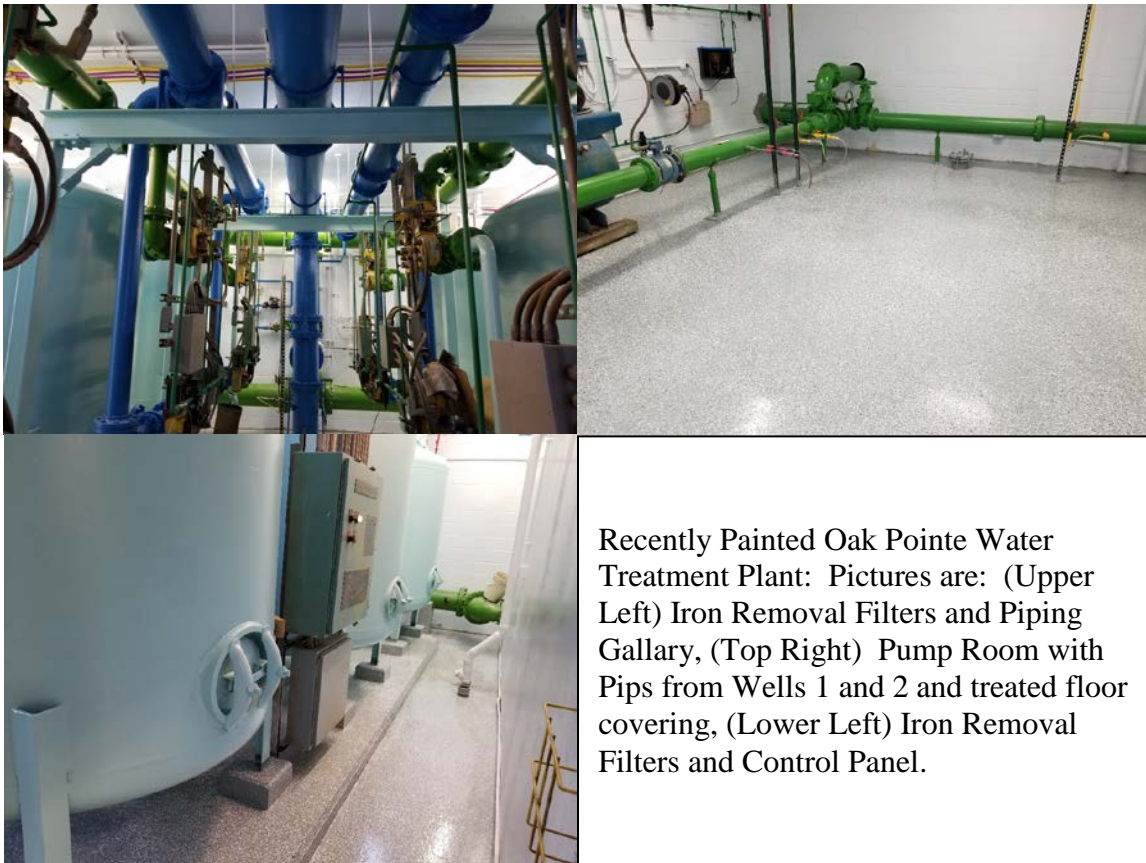 Recently Painted Oak Pointe Water
Treatment Plant:  Pictures are:  (Upper
Left) Iron Removal Filters and Piping
Gallary, (Top Right)  Pump Room with
Pips from Wells 1 and 2 and treated floor
covering, (Lower Left) Iron Removal
Filters and Control Panel.